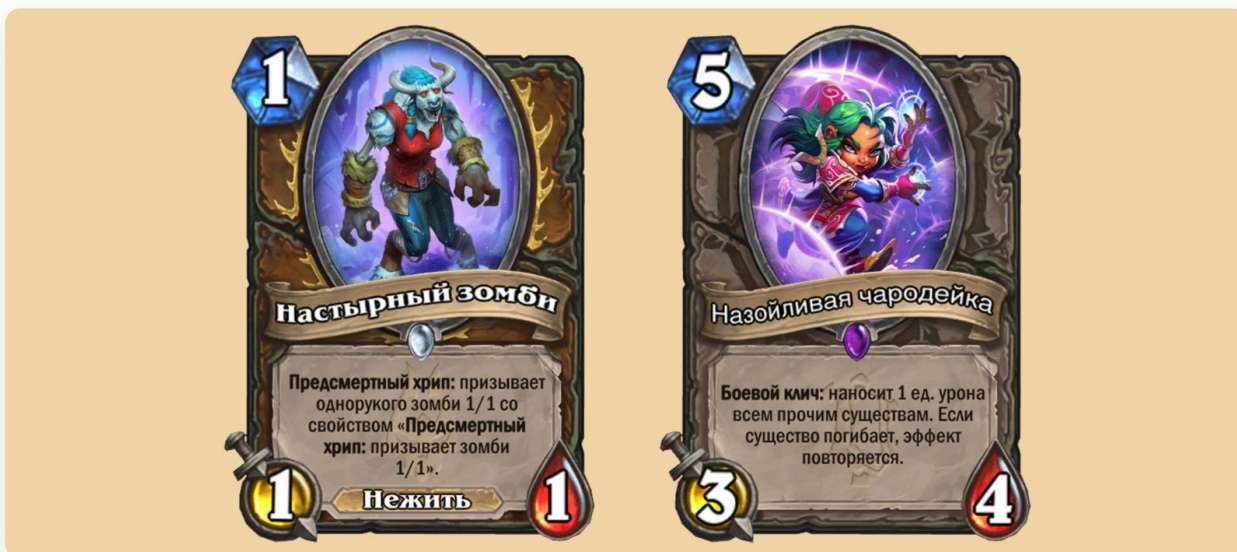 1
Настырный зомби
Предсмертный хрип: призывает
однорукого зомби 1/1 со
свойством «Предсмертный
хрип: призывает зомби
1/1».
1
Нежить
1
5
Назойливая чародейка
Боевой клич: наносит 1 ед. урона
всем прочим существам. Если
существо погибает, эффект
повторяется.
3
4